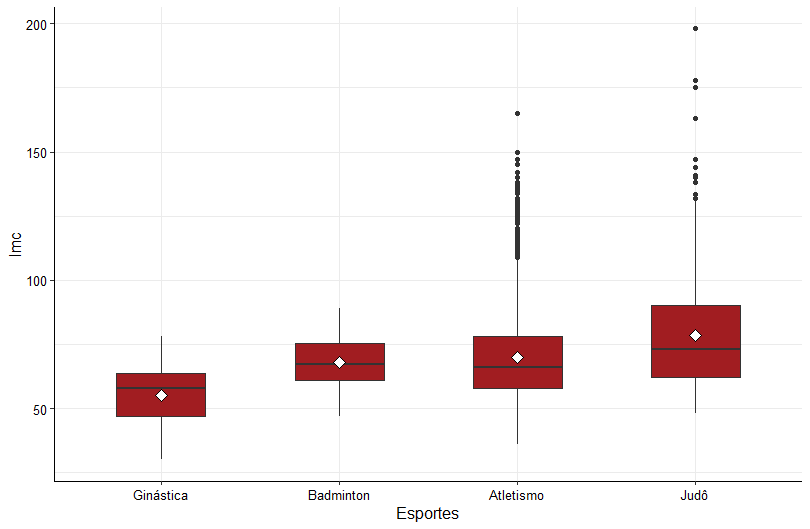 200
150
100
50
Imc
Ginástica
Badminton
Atletismo
Judô
Esportes